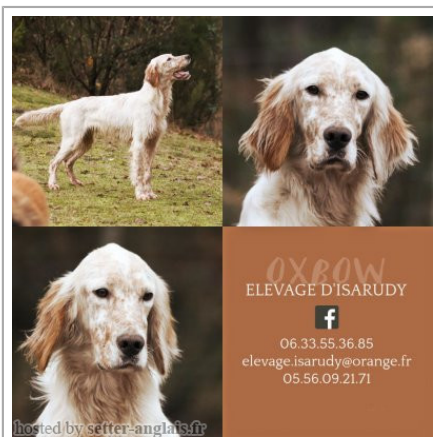 OXBOW
ELEVAGE D'ISARUDY
06.33.55.36.85
elevage.isarudy@orange.fr
05.56.09.21.71
hosted by setter-anglais.fr